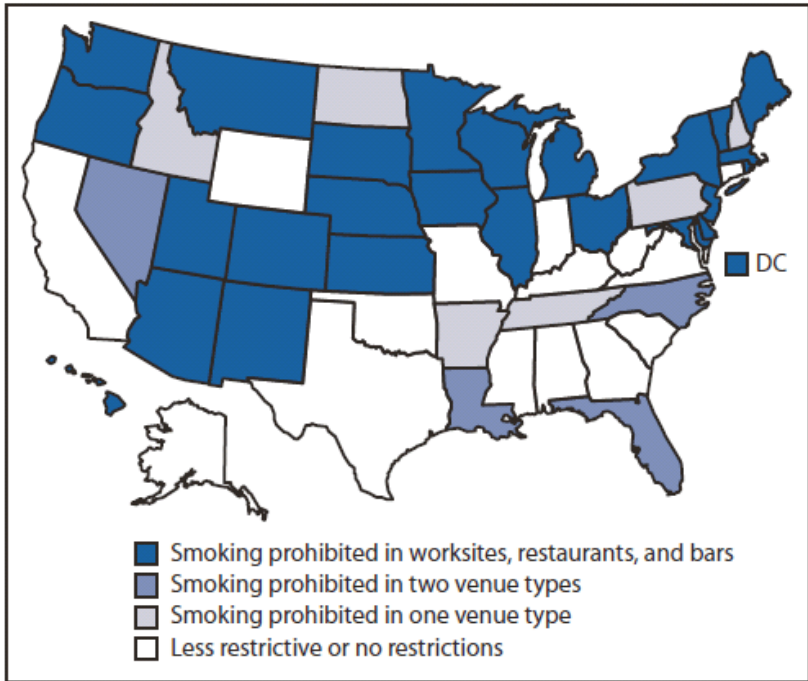 DC
Smoking prohibited in worksites, restaurants, and bars
Smoking prohibited in two venue types
Smoking prohibited in one venue type
Less restrictive or no restrictions